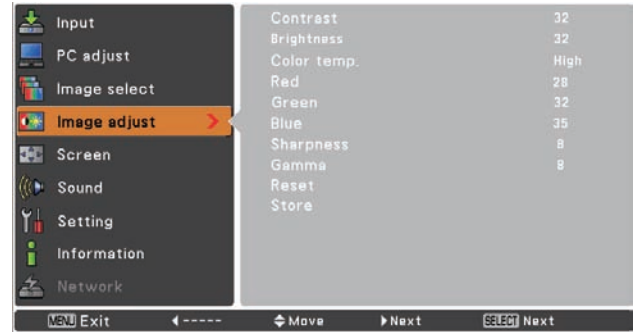 Input
PC adjust
Image select
Image adjust
Screen
Sound
Setting
Information
Network
Contrast 32
Brightness 32
Color temp. High
Red 28
Green 32
Blue 35
Sharpness 8
Gamma 8
Reset
Store
MENU Exit ----- Move Next SELECT Next